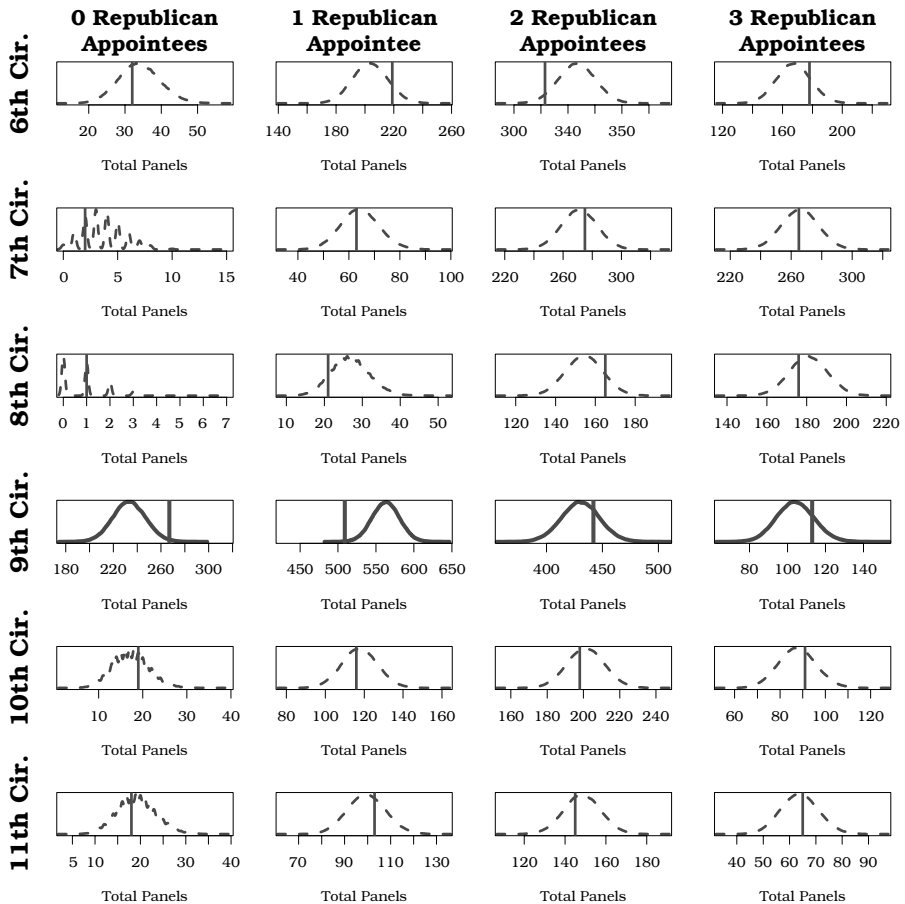 0 Republican Appointees
1 Republican Appointee
2 Republican Appointees
3 Republican Appointees
6th Cir.
20 30 40 50
Total Panels
140 180 220 260
Total Panels
300 340 350
Total Panels
120 160 200
Total Panels
7th Cir.
0 5 10 15
Total Panels
40 60 80 100
Total Panels
220 260 300
Total Panels
220 260 300
Total Panels
8th Cir.
0 1 2 3 4 5 6 7
Total Panels
10 20 30 40 50
Total Panels
120 140 160 180
Total Panels
140 160 180 200 220
Total Panels
9th Cir.
180 220 260 300
Total Panels
450 500 550 600 650
Total Panels
400 450 500
Total Panels
80 100 120 140
Total Panels
10th Cir.
10 20 30 40
Total Panels
80 100 120 140 160
Total Panels
160 180 200 220 240
Total Panels
60 80 100 120
Total Panels
11th Cir.
5 10 20 30 40
Total Panels
70 90 110 130
Total Panels
120 140 160 180
Total Panels
40 50 60 70 80 90
Total Panels